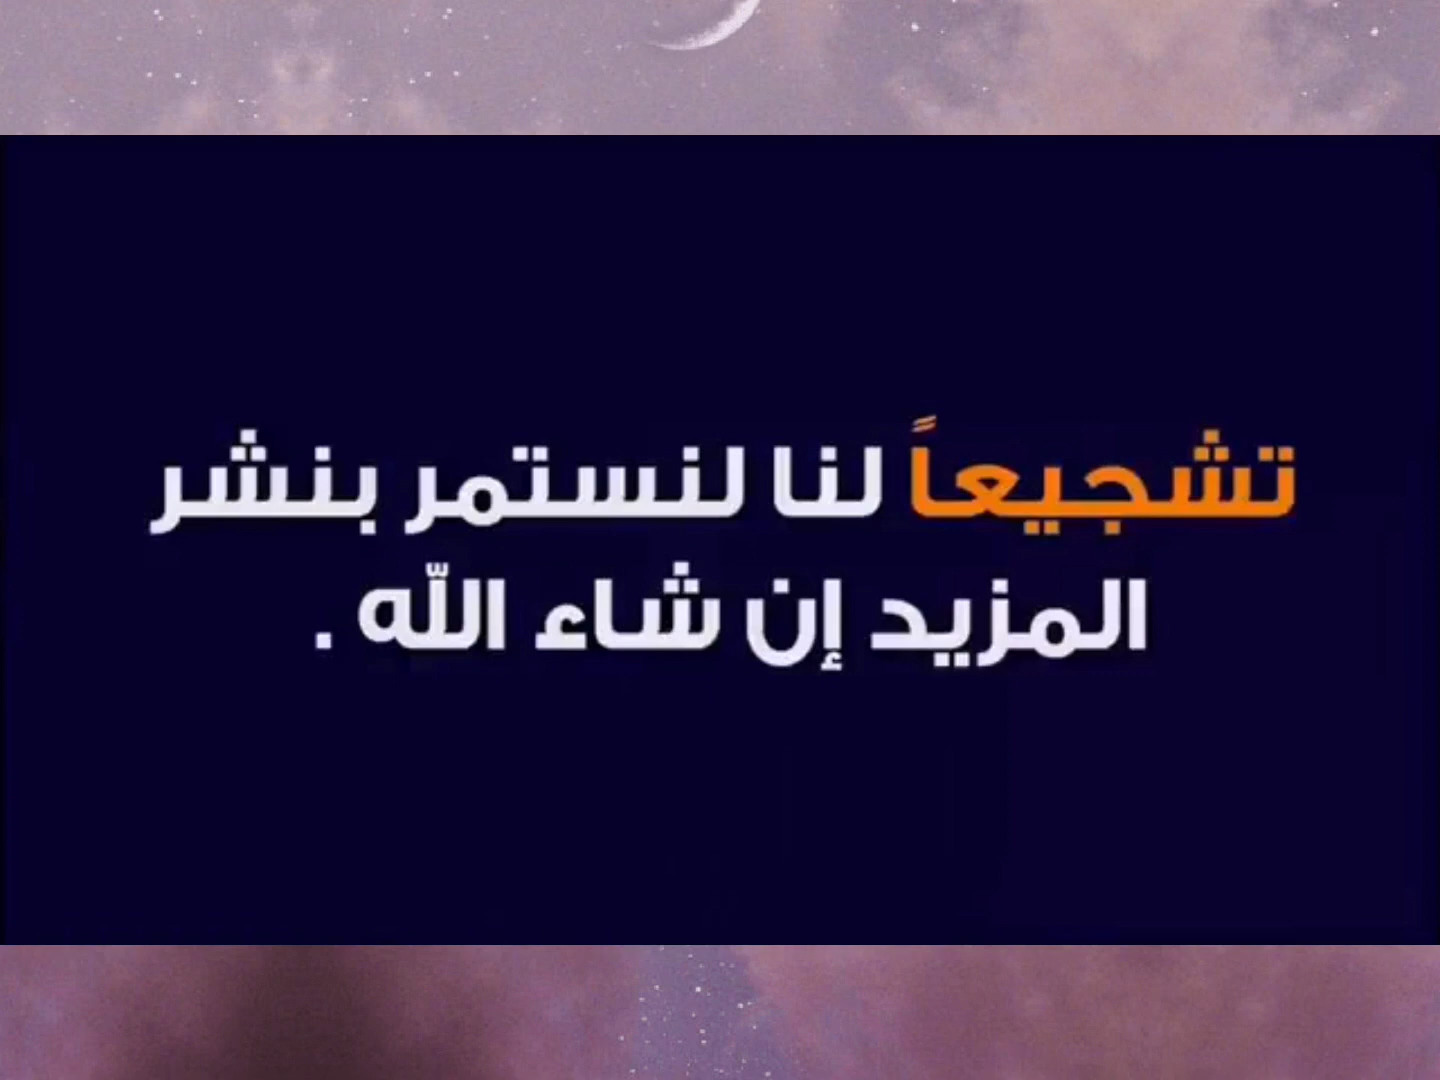 تشجيعاً لنا لنستمر بنشر
المزيد إن شاء اللّه .